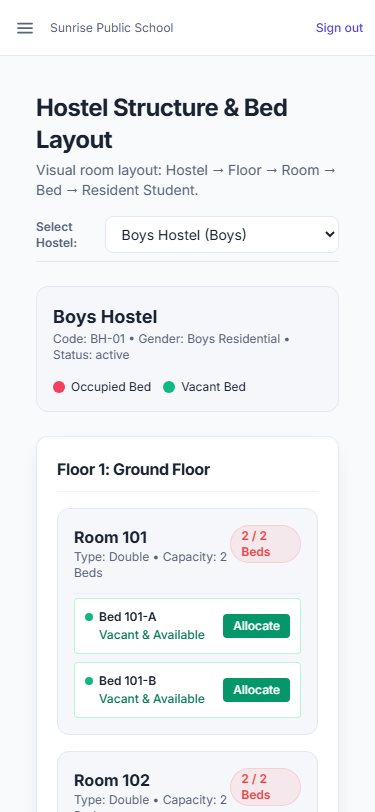 Sunrise Public School
Sign out
Hostel Structure & Bed
Layout
Visual room layout: Hostel → Floor → Room →
Bed → Resident Student.
Select
Hostel:
Boys Hostel (Boys)
Boys Hostel
Code: BH-01 • Gender: Boys Residential •
Status: active
Occupied Bed
Vacant Bed
Floor 1: Ground Floor
Room 101
Type: Double • Capacity: 2
Beds
2 / 2
Beds
Bed 101-A
Vacant & Available
Allocate
Bed 101-B
Vacant & Available
Allocate
Room 102
Type: Double • Capacity: 2
2 / 2
Beds